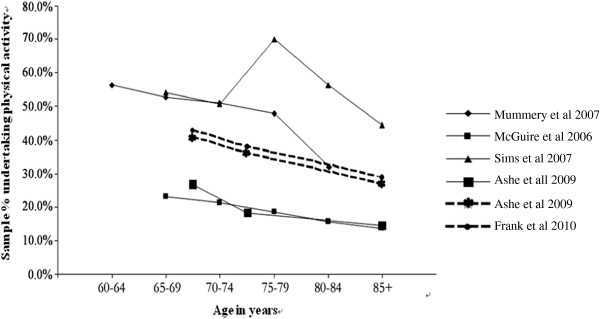 Sample % undertaking physical activity
80.0%
70.0%
60.0%
50.0%
40.0%
30.0%
20.0%
10.0%
0.0%
60-64 65-69 70-74 75-79 80-84 85+
Age in years
Mummery et al 2007
McGuire et al 2006
Sims et al 2007
Ashe et all 2009
Ashe et al 2009
Frank et al 2010